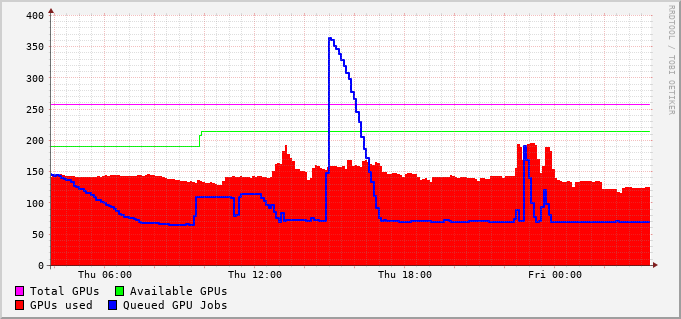 RRDTOOL / TOBI OETIKER
400
350
300
250
200
150
100
50
0
Thu 06:00 Thu 12:00 Thu 18:00 Fri 00:00
Total GPUs Available GPUs
GPUs used Queued GPU Jobs